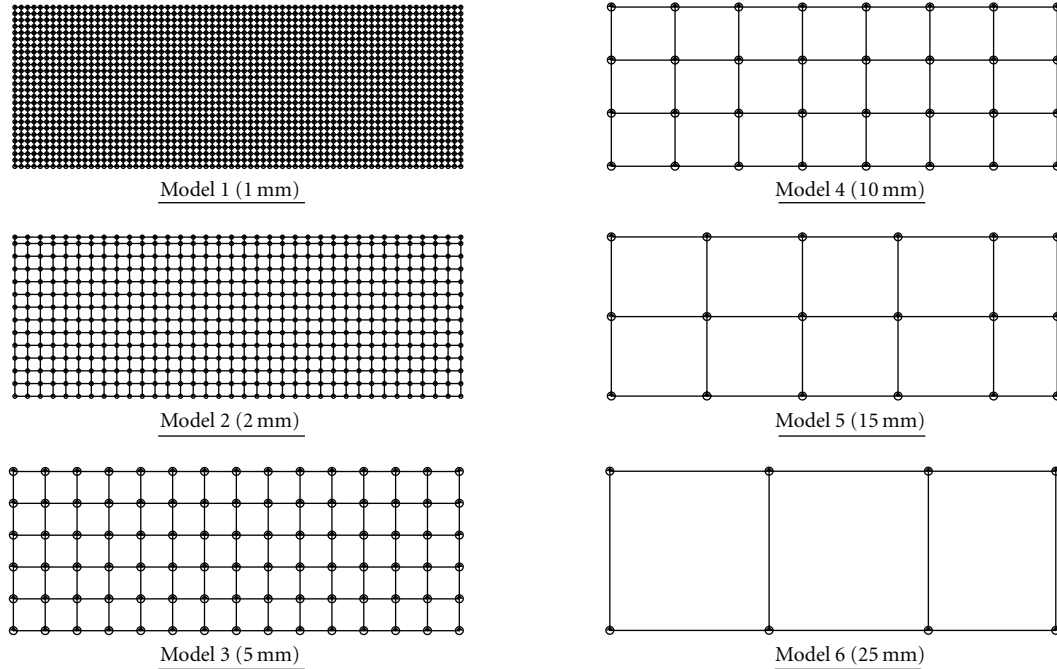 Model 1 (1 mm)
Model 2 (2 mm)
Model 3 (5 mm)
Model 4 (10 mm)
Model 5 (15 mm)
Model 6 (25 mm)